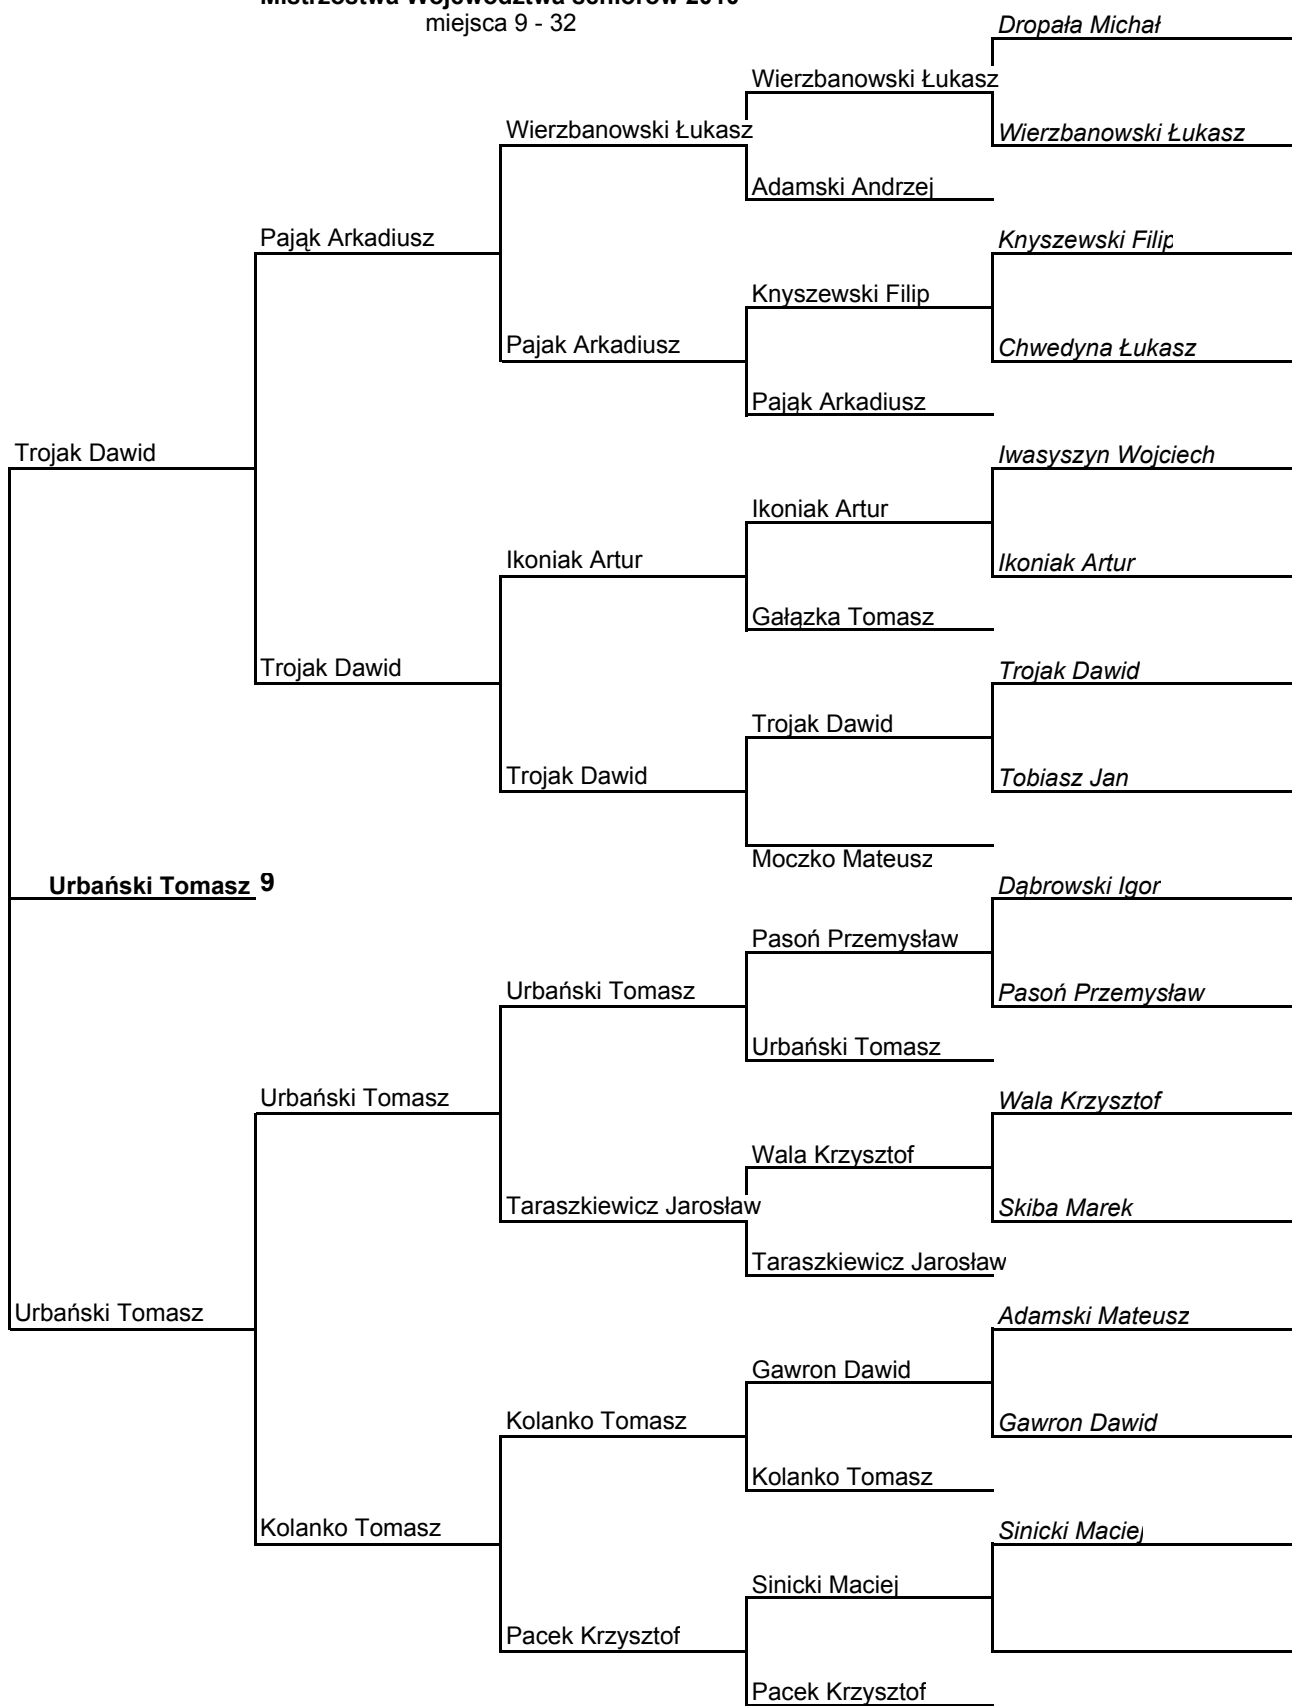 Mistrzostwa Województwa seniorów 2010
miejsca 9 - 32
Dropała Michał
Wierzbanowski Łukasz
Wierzbanowski Łukasz
Wierzbanowski Łukasz
Adamski Andrzej
Pająk Arkadiusz
Knyszewski Filip
Knyszewski Filip
Pajak Arkadiusz
Chwedyna Łukasz
Pająk Arkadiusz
Trojak Dawid
Iwasyszyn Wojciech
Ikoniak Artur
Ikoniak Artur
Ikoniak Artur
Gałązka Tomasz
Trojak Dawid
Trojak Dawid
Trojak Dawid
Trojak Dawid
Tobiasz Jan
Moczko Mateusz
Urbański Tomasz 9
Dąbrowski Igor
Pasoń Przemysław
Urbański Tomasz
Pasoń Przemysław
Urbański Tomasz
Urbański Tomasz
Wala Krzysztof
Wala Krzysztof
Taraszkiewicz Jarosław
Skiba Marek
Taraszkiewicz Jarosław
Urbański Tomasz
Adamski Mateusz
Gawron Dawid
Kolanko Tomasz
Gawron Dawid
Kolanko Tomasz
Kolanko Tomasz
Sinicki Maciej
Sinicki Maciej
Pacek Krzysztof
Pacek Krzysztof